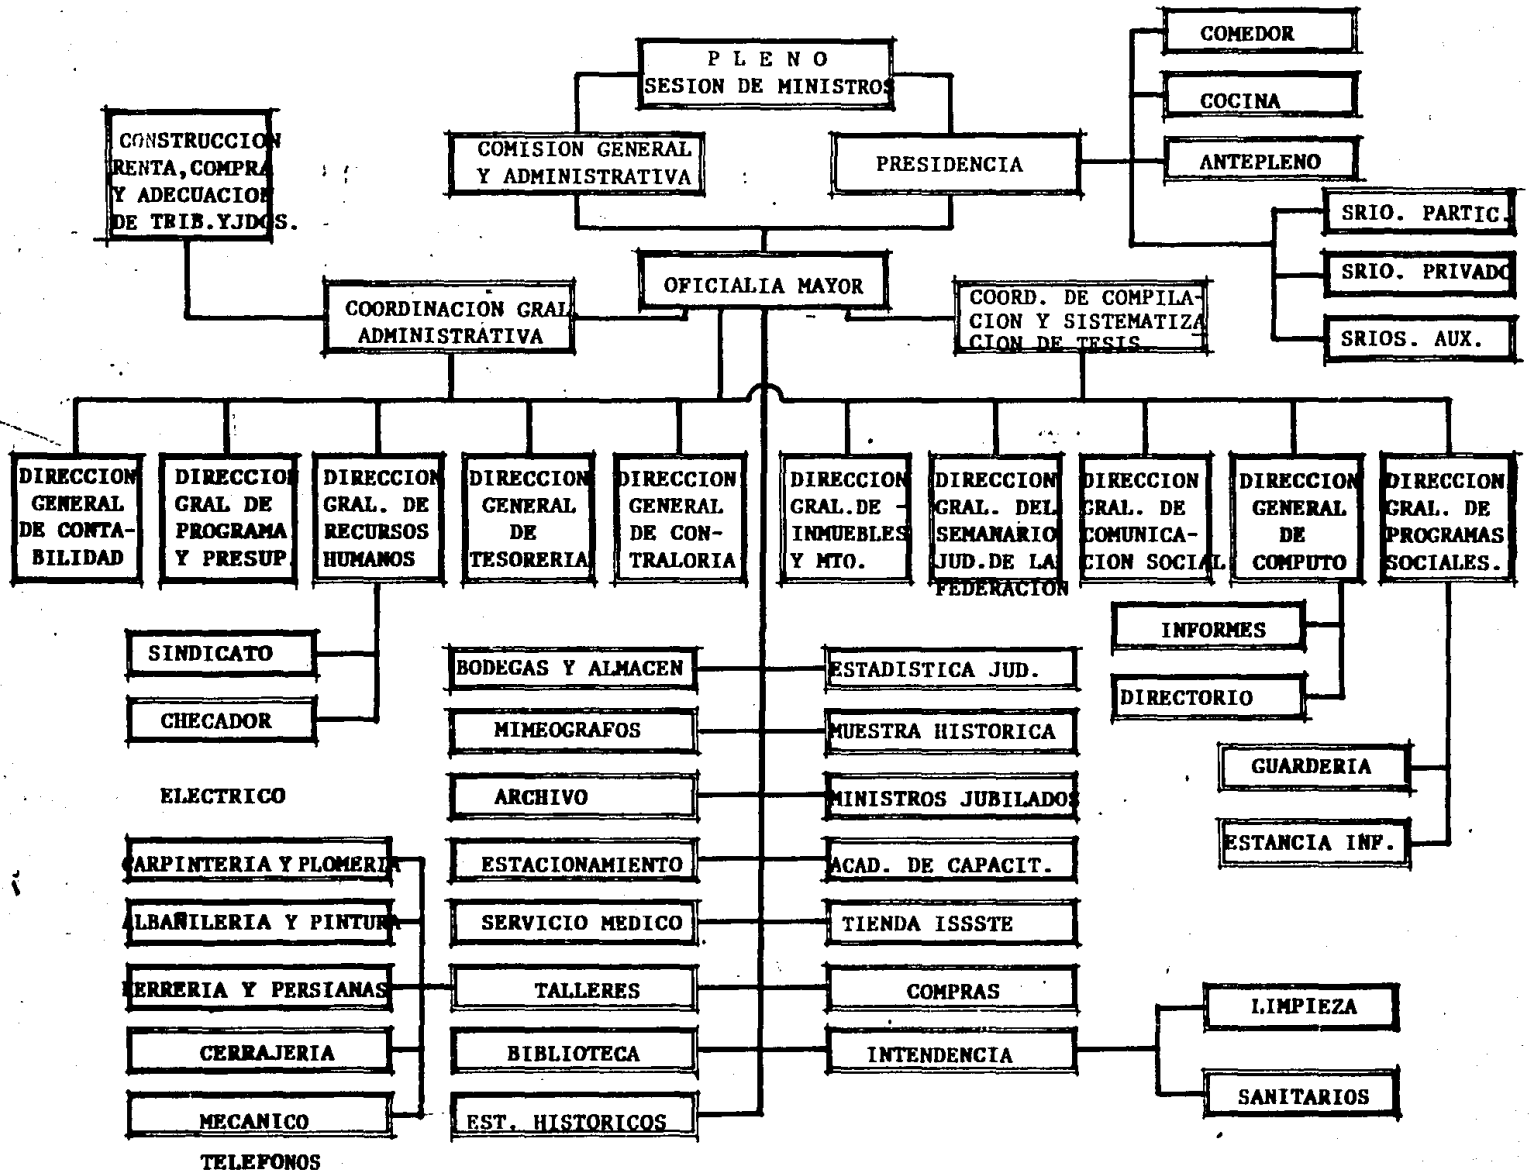 P L E N O
SESION DE MINISTROS
COMISION GENERAL
Y ADMINISTRATIVA
PRESIDENCIA
COMEDOR
COCINA
ANTEPLENO
SRIO. PARTIC.
SRIO. PRIVADO
SRIOS. AUX.
CONSTRUCCION
RENTA, COMPRA
Y ADECUACION
DE TRIB.YJDOS.
OFICIALIA MAYOR
COORDINACION GRAL
ADMINISTRATIVA
COORD. DE COMPILA-
CION Y SISTEMATIZA
CION DE TESIS
DIRECCION
GENERAL
DE CONTA-
BILIDAD
DIRECCION
GRAL DE
PROGRAMA
Y PRESUP.
DIRECCION
GRAL. DE
RECURSOS
HUMANOS
DIRECCION
GENERAL
DE
TESORERIA
DIRECCION
GENERAL
DE CON-
TRALORIA
DIRECCION
GRAL.DE -
INMUEBLES
Y MTO.
DIRECCION
GRAL. DEL
SEMANARIO
JUD.DE LA
FEDERACION
DIRECCION
GRAL. DE
COMUNICA-
CION SOCIAL
DIRECCION
GENERAL
DE
COMPUTO
DIRECCION
GRAL. DE
PROGRAMAS
SOCIALES.
SINDICATO
CHECADOR
INFORMES
DIRECTORIO
GUARDERIA
ESTANCIA INF.
BODEGAS Y ALMACEN
MIMEOGRAFOS
ARCHIVO
ESTACIONAMIENTO
SERVICIO MEDICO
TALLERES
BIBLIOTECA
EST. HISTORICOS
ESTADISTICA JUD.
MUESTRA HISTORICA
MINISTROS JUBILADOS
ACAD. DE CAPACIT.
TIENDA ISSSTE
COMPRAS
INTENDENCIA
LIMPIEZA
SANITARIOS
ELECTRICO
CARPINTERIA Y PLOMERIA
ALBAÑILERIA Y PINTURA
HERRERIA Y PERSIANAS
CERRAJERIA
MECANICO
TELEFONOS